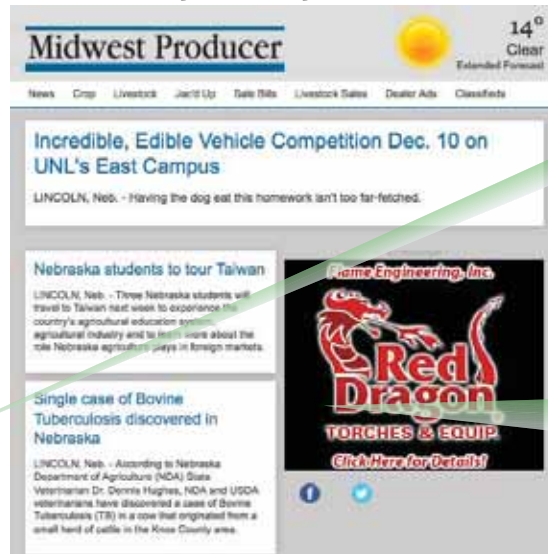 Midwest Producer
14°
Clear
Extended Forecast
News Crop Livestock Jac'd Up Sale Bills Livestock Sales Dealer Ads Classifieds
Incredible, Edible Vehicle Competition Dec. 10 on
UNL's East Campus
LINCOLN, Neb. - Having the dog eat this homework isn't too far-fetched.
Nebraska students to tour Taiwan
LINCOLN, Neb. - Three Nebraska students will
travel to Taiwan next week to experience the
country's agricultural education system,
agricultural industry and to learn more about the
role Nebraska agriculture plays in foreign markets.
Single case of Bovine
Tuberculosis discovered in
Nebraska
LINCOLN, Neb. - According to Nebraska
Department of Agriculture (NDA) State
Veterinarian Dr. Dennis Hughes, NDA and USDA
veterinarians have discovered a case of Bovine
Tuberculosis (TB) in a cow that originated from a
small herd of cattle in the Knox County area.
Flame Engineering, Inc.
Red
Dragon
TORCHES & EQUIP.
Click Here for Details!